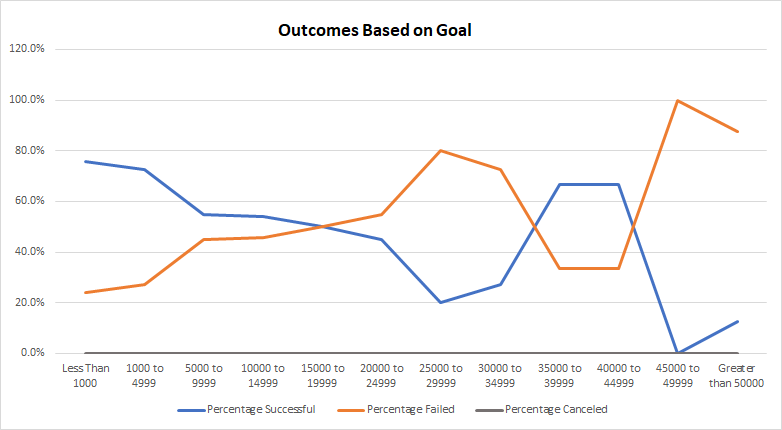 Outcomes Based on Goal
120.0%
100.0%
80.0%
60.0%
40.0%
20.0%
0.0%
Less Than 1000
1000 to 4999
5000 to 9999
10000 to 14999
15000 to 19999
20000 to 24999
25000 to 29999
30000 to 34999
35000 to 39999
40000 to 44999
45000 to 49999
Greater than 50000
Percentage Successful
Percentage Failed
Percentage Canceled